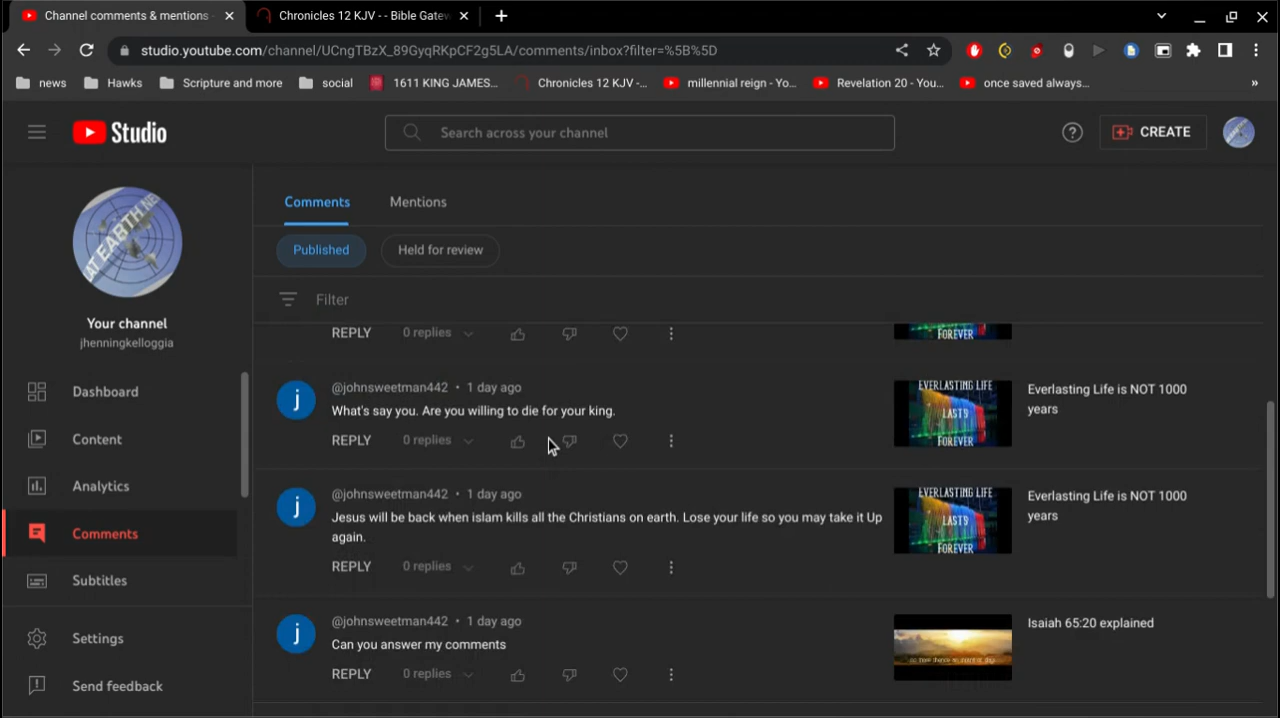 Channel comments & mentions
Chronicles 12 KJV - - Bible Gatew
studio.youtube.com/channel/UCngTBzX_89GyqRKpCF2g5LA/comments/inbox?filter=%5B%5D
news
Hawks
Scripture and more
social
1611 KING JAMES...
Chronicles 12 KJV -...
millennial reign - Yo...
Revelation 20 - You...
once saved always...
»
Studio
Search across your channel
CREATE
AT EARTH NE
Your channel
jhenningkelloggia
Dashboard
Content
Analytics
Comments
Subtitles
Settings
Send feedback
Comments
Mentions
Published
Held for review
Filter
REPLY
0 replies
FOREVER
j
@johnsweetman442 • 1 day ago
What's say you. Are you willing to die for your king.
REPLY
0 replies
EVERLASTING LIFE
LASTS
FOREVER
Everlasting Life is NOT 1000
years
j
@johnsweetman442 • 1 day ago
Jesus will be back when islam kills all the Christians on earth. Lose your life so you may take it Up
again.
REPLY
0 replies
EVERLASTING LIFE
LASTS
FOREVER
Everlasting Life is NOT 1000
years
j
@johnsweetman442 • 1 day ago
Can you answer my comments
REPLY
0 replies
Isaiah 65:20 explained